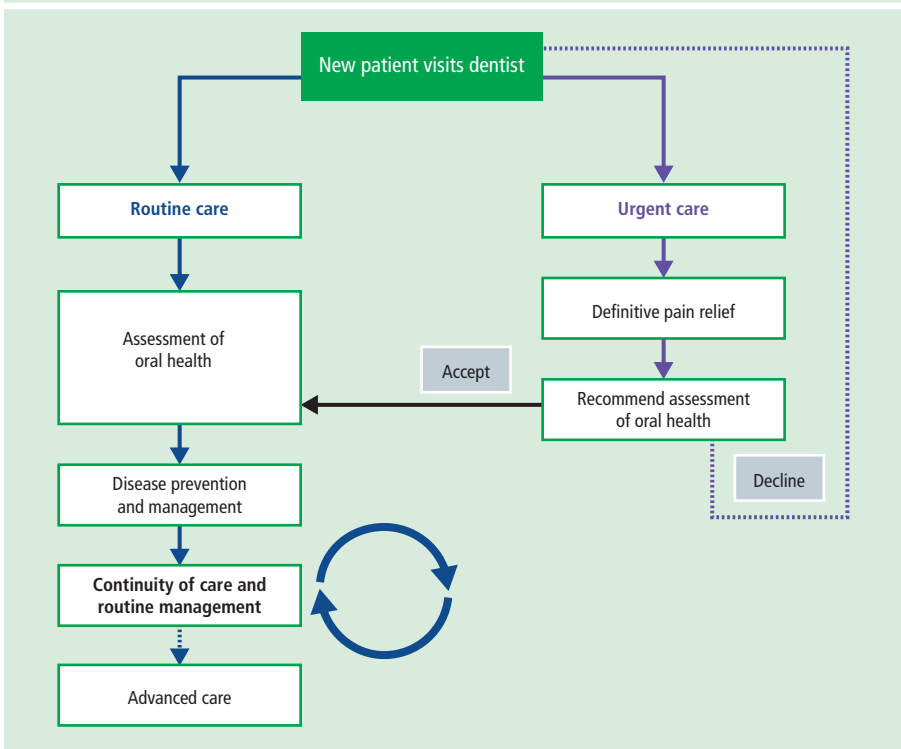 New patient visits dentist
Routine care
Urgent care
Assessment of
oral health
Definitive pain relief
Accept
Recommend assessment
of oral health
Decline
Disease prevention
and management
Continuity of care and
routine management
Advanced care